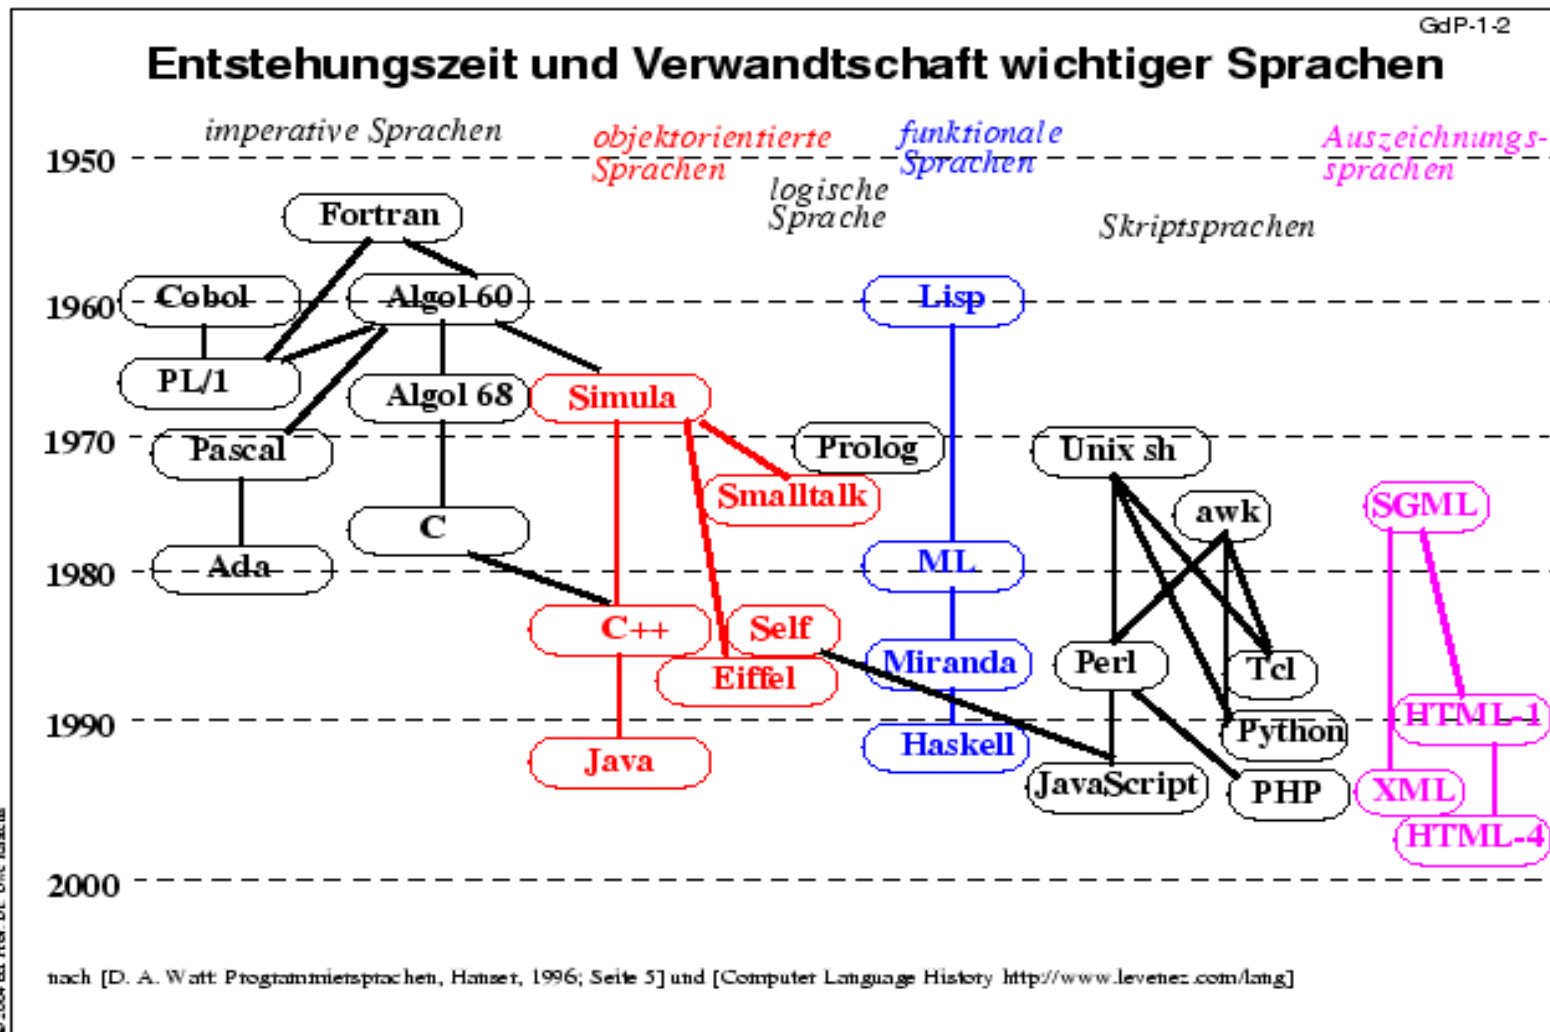 GdP-1-2
Entstehungszeit und Verwandtschaft wichtiger Sprachen
imperative Sprachen
objektorientierte
Sprachen
funktionale
Sprachen
Auszeichnungs-
sprachen
logische
Sprache
Skriptsprachen
1950
Fortran
Cobol
Algol 60
Lisp
1960
PL/1
Algol 68
Simula
1970
Pascal
Prolog
Unix sh
Smalltalk
SGML
awk
C
Ada
ML
1980
C++
Self
Miranda
Perl
Tcl
Eiffel
1990
HTML-1
Python
Haskell
Java
JavaScript
PHP
XML
HTML-4
2000
nach [D. A. Watt: Programmiersprachen, Hanser, 1996; Seite 5] und [Computer Language History http://www.levenez.com/lang]